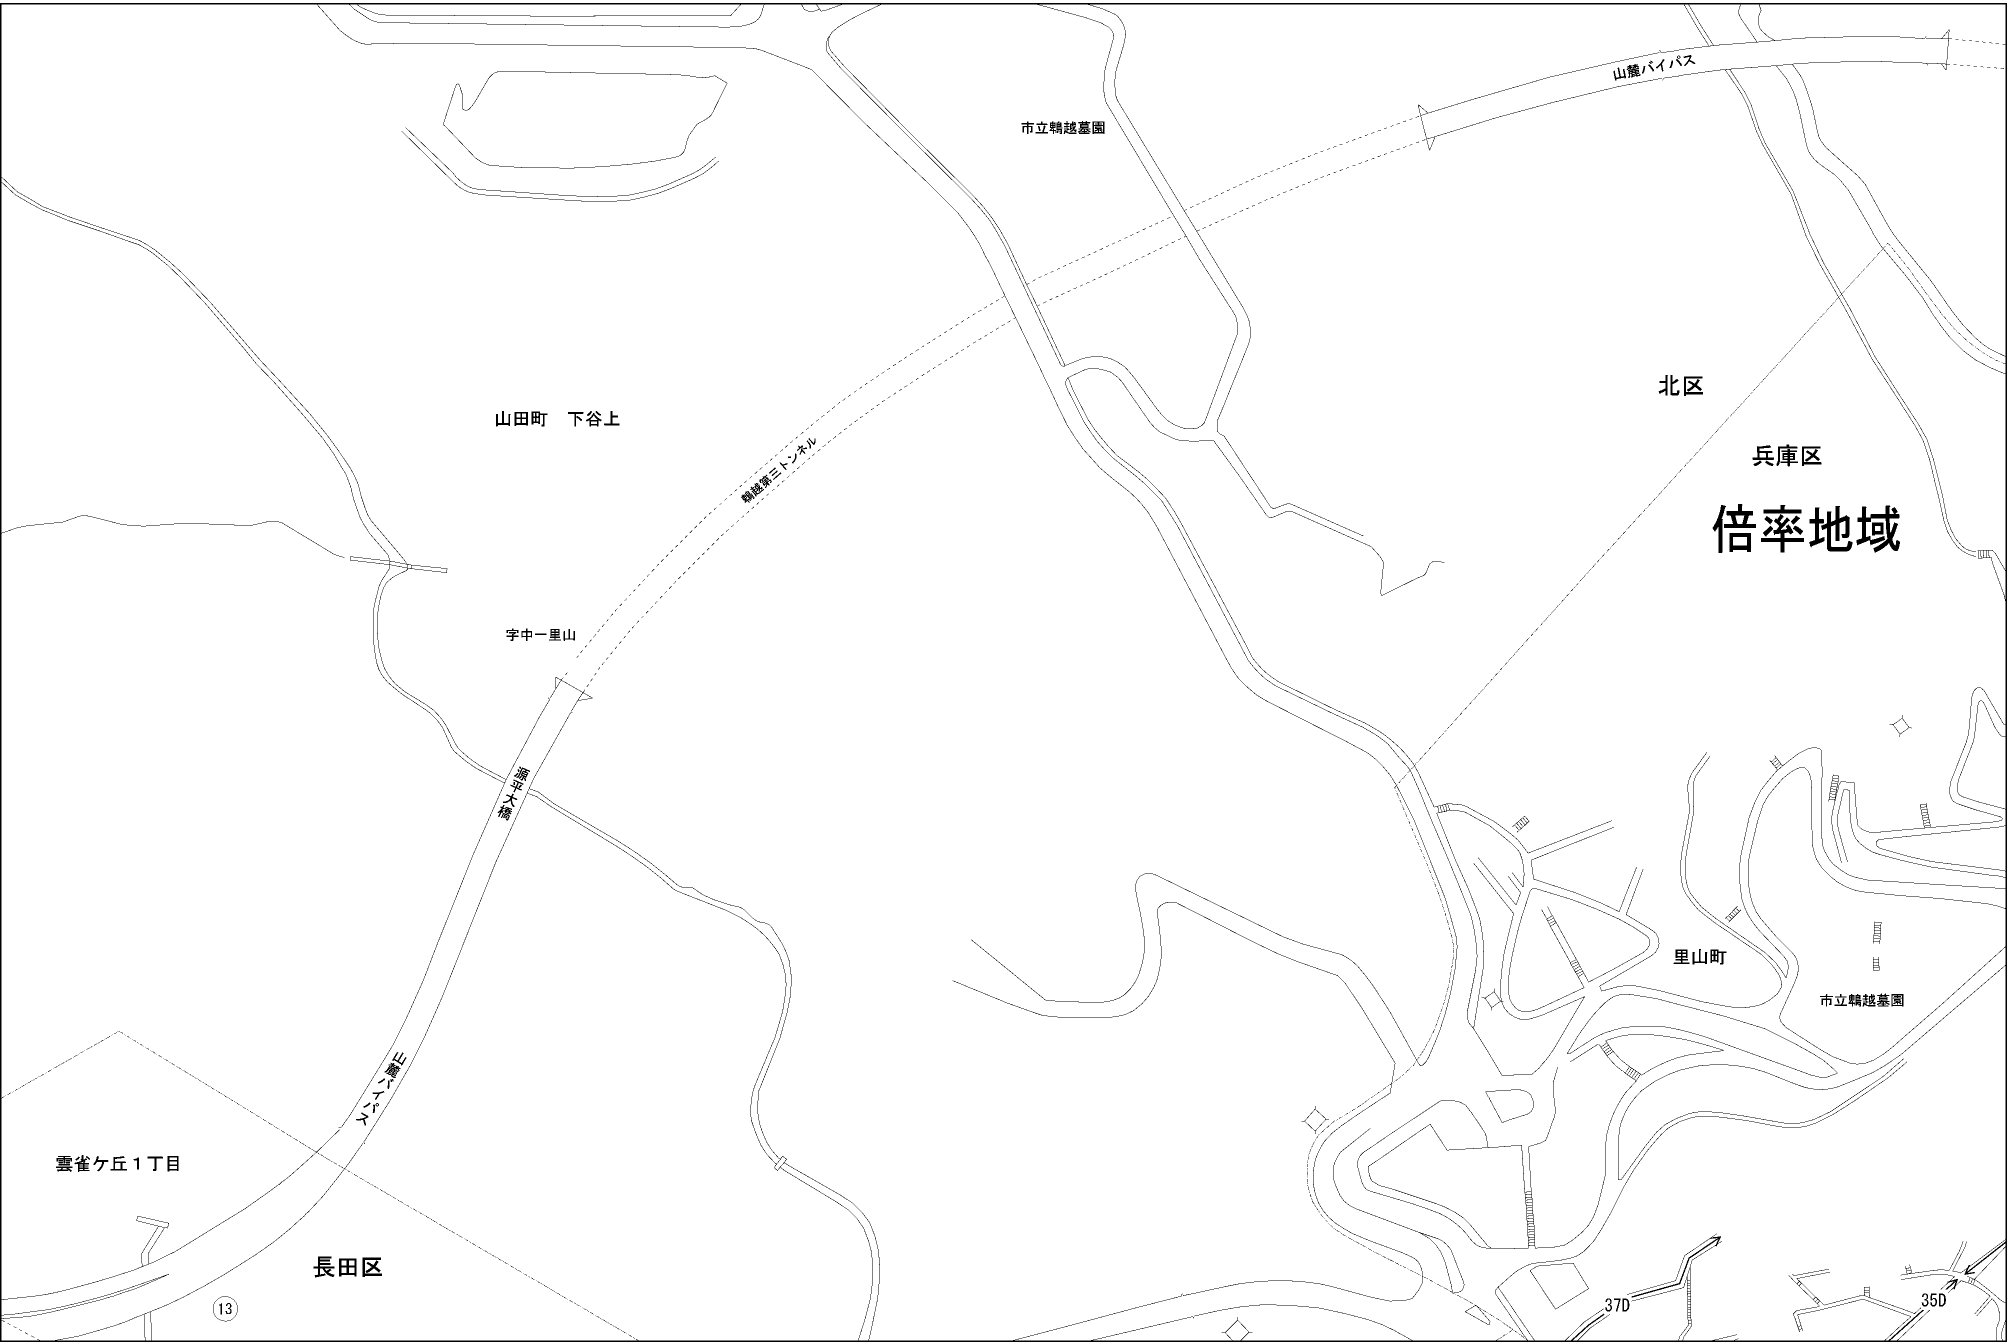 山麓バイパス
市立鵯越墓園
北区
山田町　下谷上
兵庫区
鵯越第三トンネル
倍率地域
字中一里山
源平大橋
里山町
市立鵯越墓園
山麓バイパス
雲雀ケ丘１丁目
長田区
13
37D
35D